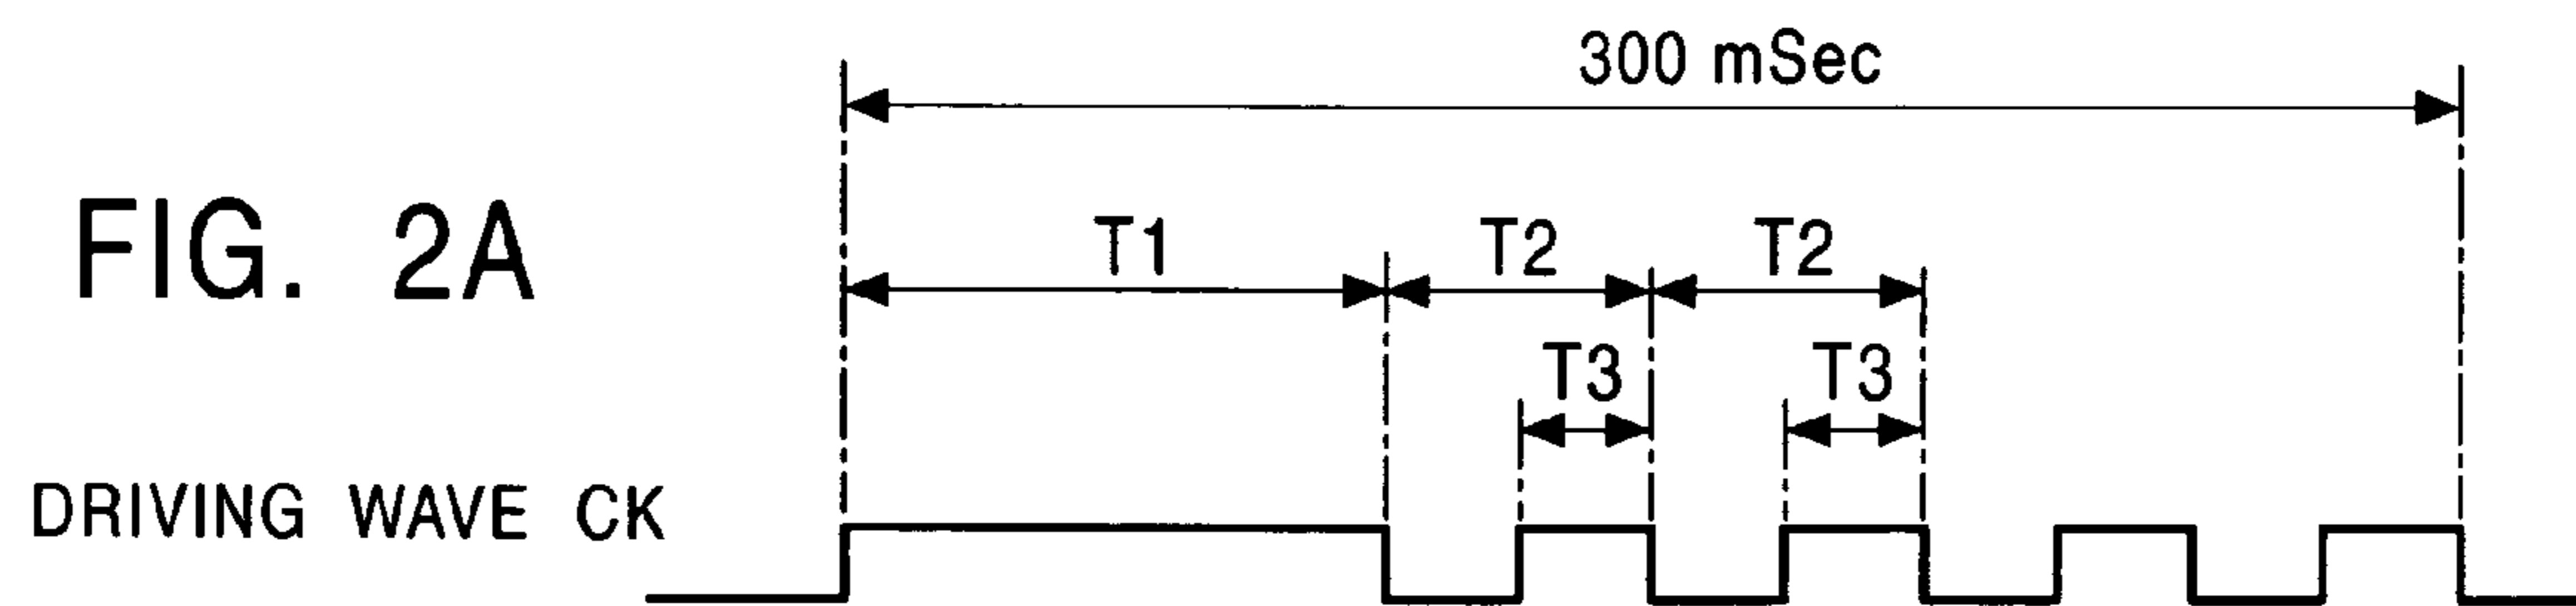 300 mSec
FIG. 2A
T1 T2 T2
T3 T3
DRIVING WAVE CK